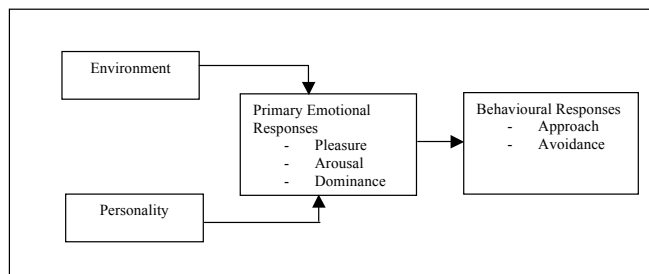 Environment
Primary Emotional
Responses
- Pleasure
- Arousal
- Dominance
Behavioural Responses
- Approach
- Avoidance
Personality